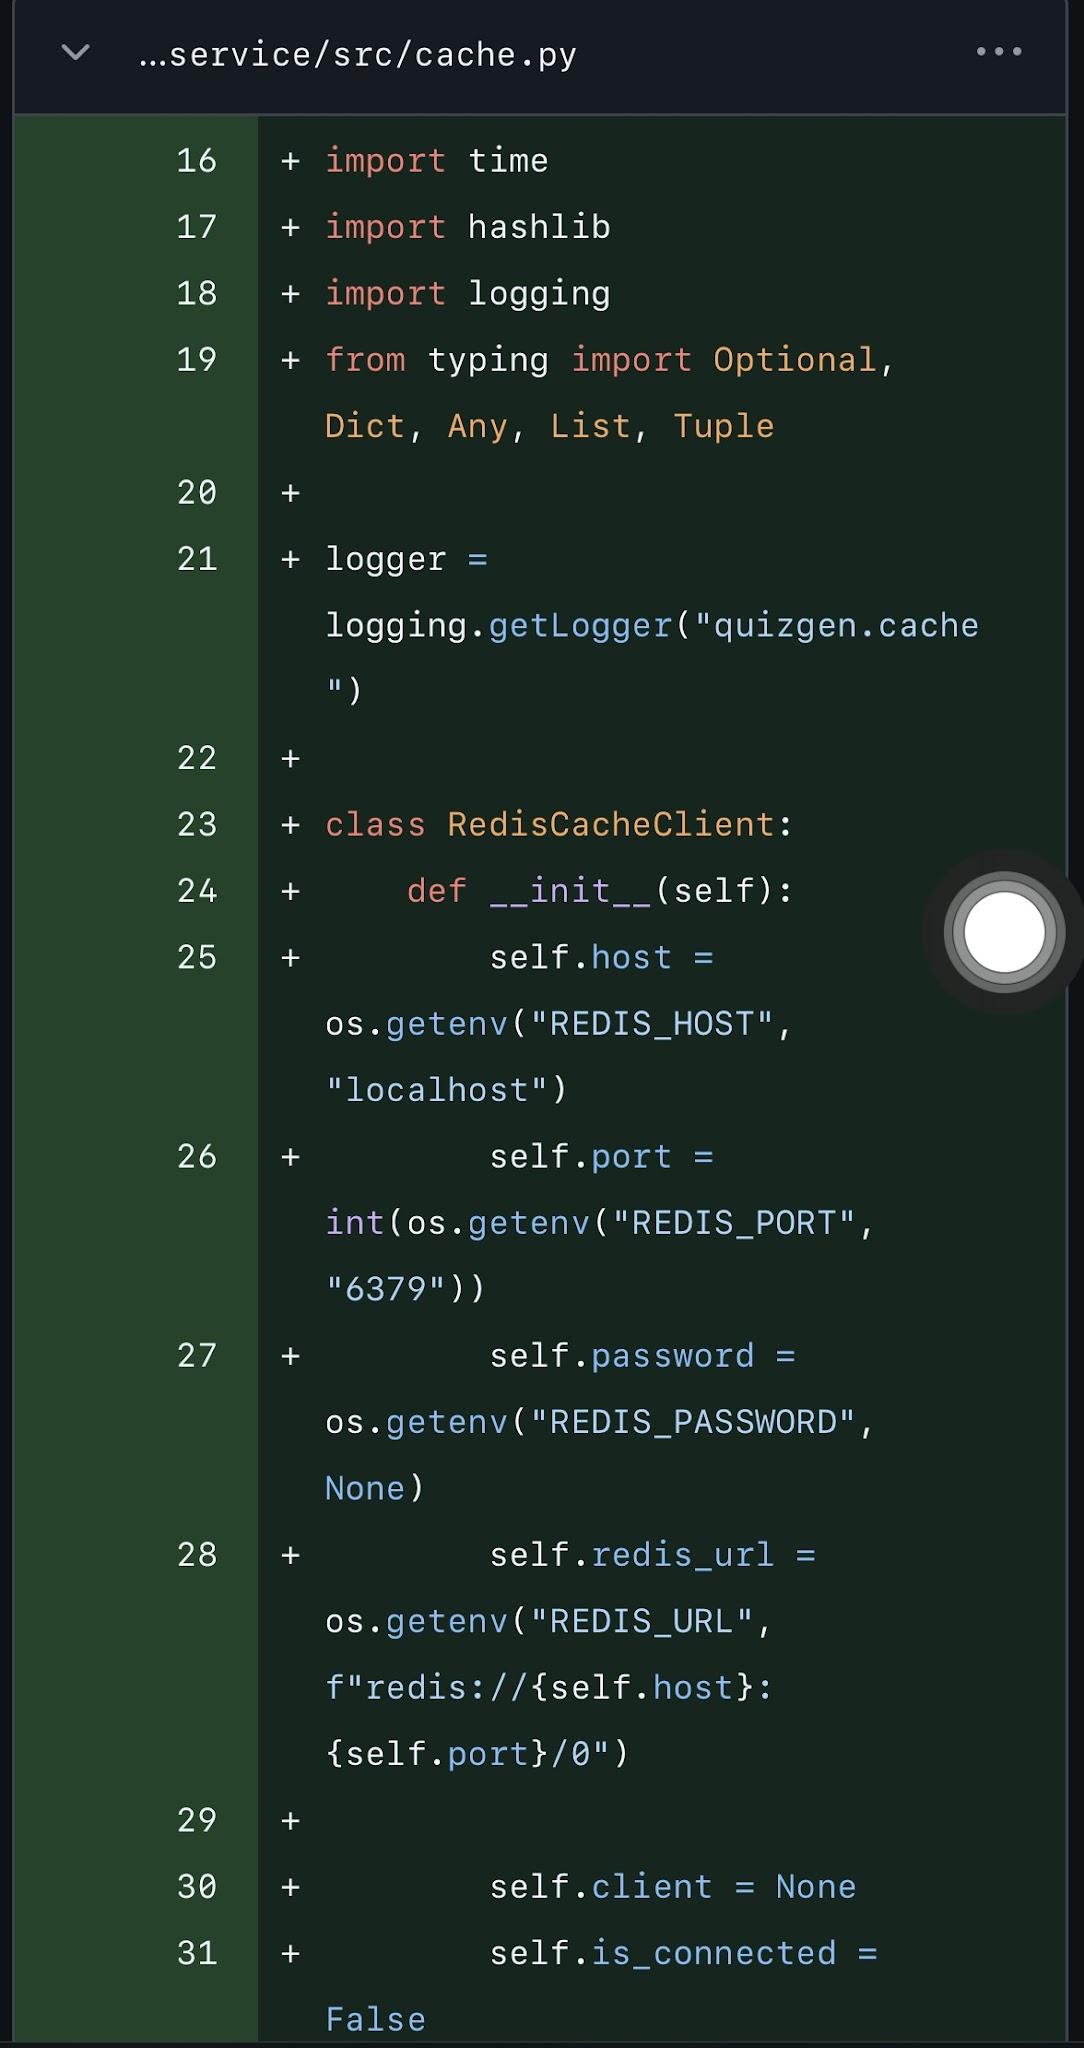 ...service/src/cache.py
16 + import time
17 + import hashlib
18 + import logging
19 + from typing import Optional,
Dict, Any, List, Tuple
20 +
21 + logger =
logging.getLogger("quizgen.cache
")
22 +
23 + class RedisCacheClient:
24 +     def __init__(self):
25 +         self.host =
os.getenv("REDIS_HOST",
"localhost")
26 +         self.port =
int(os.getenv("REDIS_PORT",
"6379"))
27 +         self.password =
os.getenv("REDIS_PASSWORD",
None)
28 +         self.redis_url =
os.getenv("REDIS_URL",
f"redis://{self.host}:
{self.port}/0")
29 +
30 +         self.client = None
31 +         self.is_connected =
False